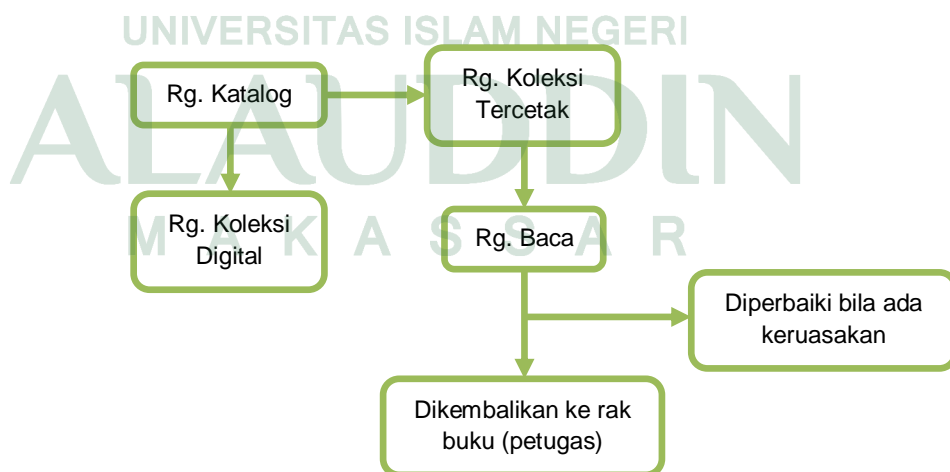 UNIVERSITAS ISLAM NEGERI
ALAUDDIN
MAKASSAR
Rg. Katalog
Rg. Koleksi
Tercetak
Rg. Koleksi
Digital
Rg. Baca
Diperbaiki bila ada
keruasakan
Dikembalikan ke rak
buku (petugas)